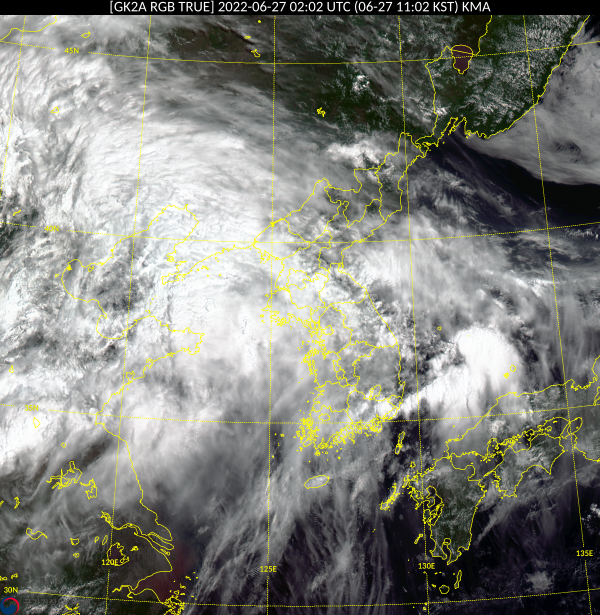 [GK2A RGB TRUE] 2022-06-27 02:02 UTC (06-27 11:02 KST) KMA
45N
120E
125E
130E
135E
30N